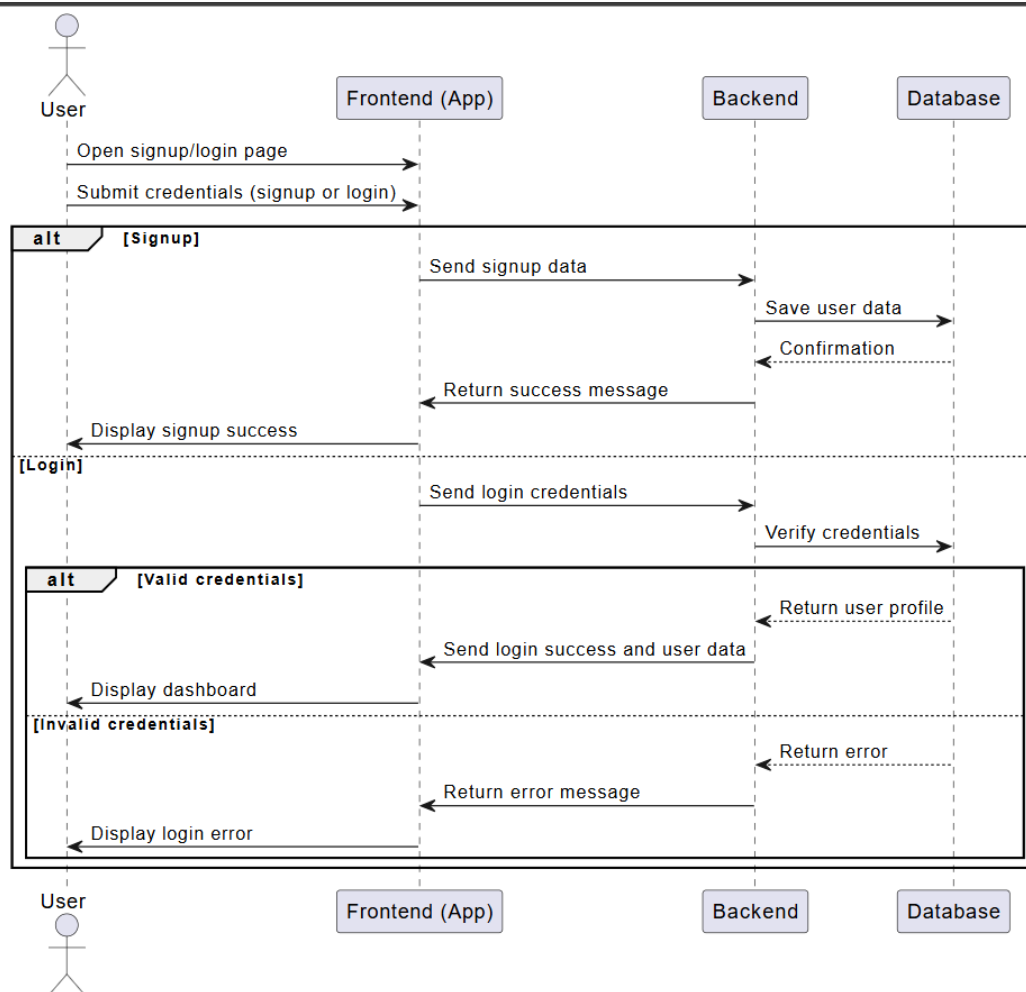 User
Frontend (App)
Backend
Database
Open signup/login page
Submit credentials (signup or login)
alt
[Signup]
Send signup data
Save user data
Confirmation
Return success message
Display signup success
[Login]
Send login credentials
Verify credentials
alt
[Valid credentials]
Return user profile
Send login success and user data
Display dashboard
[Invalid credentials]
Return error
Return error message
Display login error
User
Frontend (App)
Backend
Database